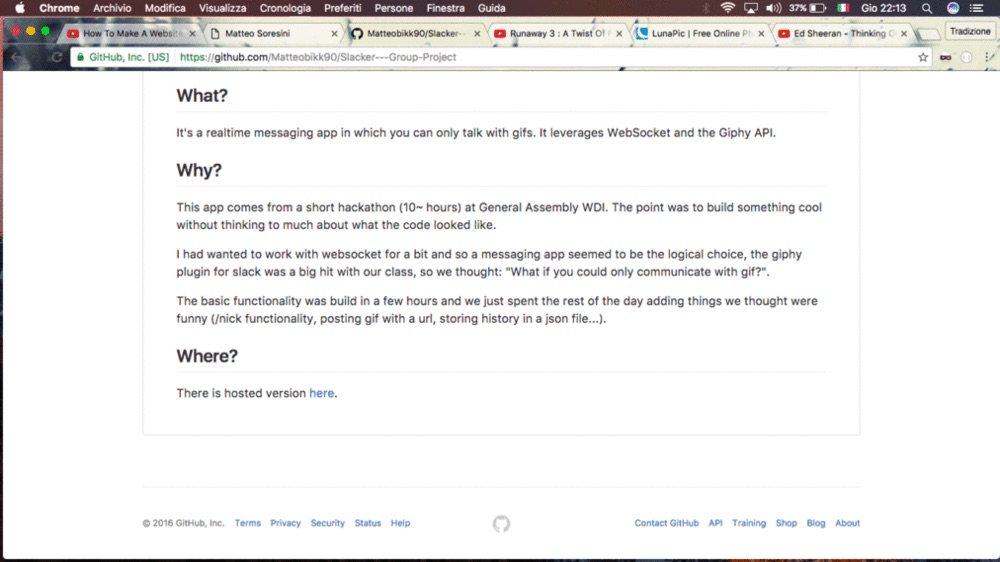 Chrome Archivio Modifica Visualizza Cronologia Preferiti Persone Finestra Guida 37% Gio 22:13
How To Make A Website Matteo Soresini Matteobikk90/Slacker-- Runaway 3 : A Twist Of LunaPic | Free Online Ph Ed Sheeran - Thinking O Tradizione
GitHub, Inc. [US] https://github.com/Matteobikk90/Slacker---Group-Project
What?
It's a realtime messaging app in which you can only talk with gifs. It leverages WebSocket and the Giphy API.
Why?
This app comes from a short hackathon (10~ hours) at General Assembly WDI. The point was to build something cool
without thinking to much about what the code looked like.
I had wanted to work with websocket for a bit and so a messaging app seemed to be the logical choice, the giphy
plugin for slack was a big hit with our class, so we thought: "What if you could only communicate with gif?".
The basic functionality was build in a few hours and we just spent the rest of the day adding things we thought were
funny (/nick functionality, posting gif with a url, storing history in a json file...).
Where?
There is hosted version here.
© 2016 GitHub, Inc. Terms Privacy Security Status Help Contact GitHub API Training Shop Blog About